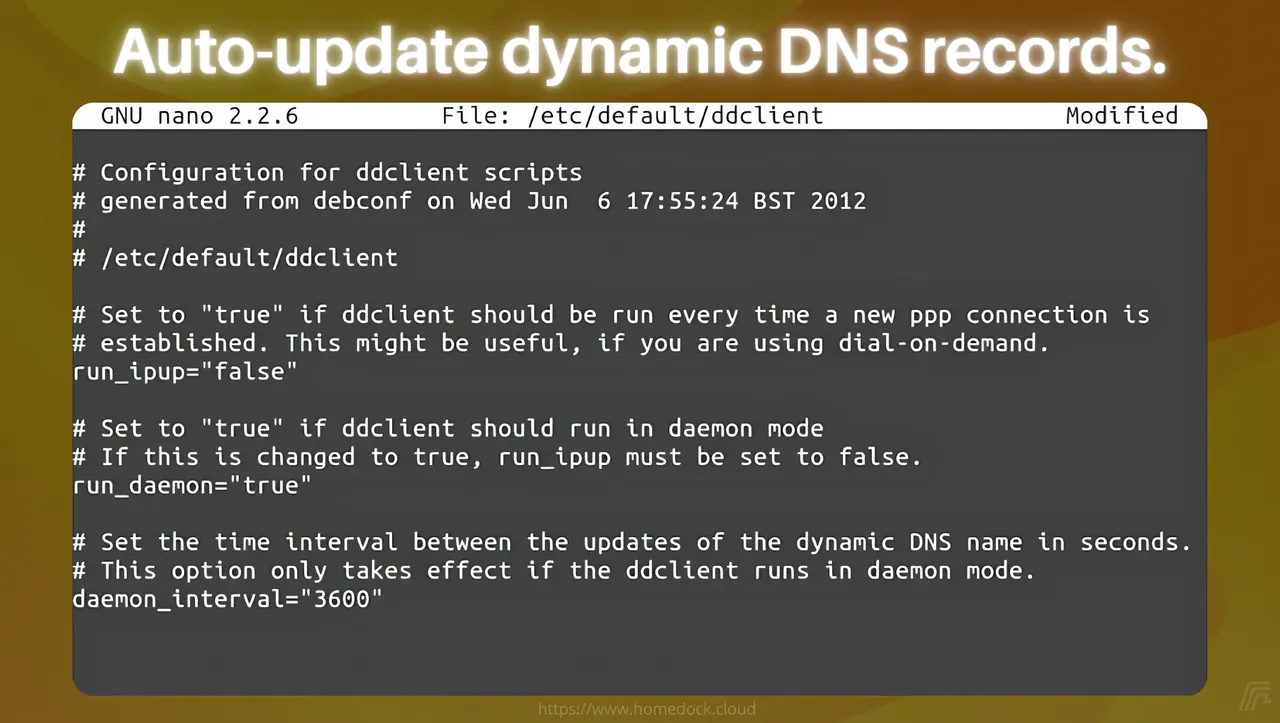 Auto-update dynamic DNS records.
GNU nano 2.2.6 File: /etc/default/ddclient Modified
# Configuration for ddclient scripts
# generated from debconf on Wed Jun  6 17:55:24 BST 2012
#
# /etc/default/ddclient
# Set to "true" if ddclient should be run every time a new ppp connection is
# established. This might be useful, if you are using dial-on-demand.
run_ipup="false"
# Set to "true" if ddclient should run in daemon mode
# If this is changed to true, run_ipup must be set to false.
run_daemon="true"
# Set the time interval between the updates of the dynamic DNS name in seconds.
# This option only takes effect if the ddclient runs in daemon mode.
daemon_interval="3600"
https://www.homedock.cloud